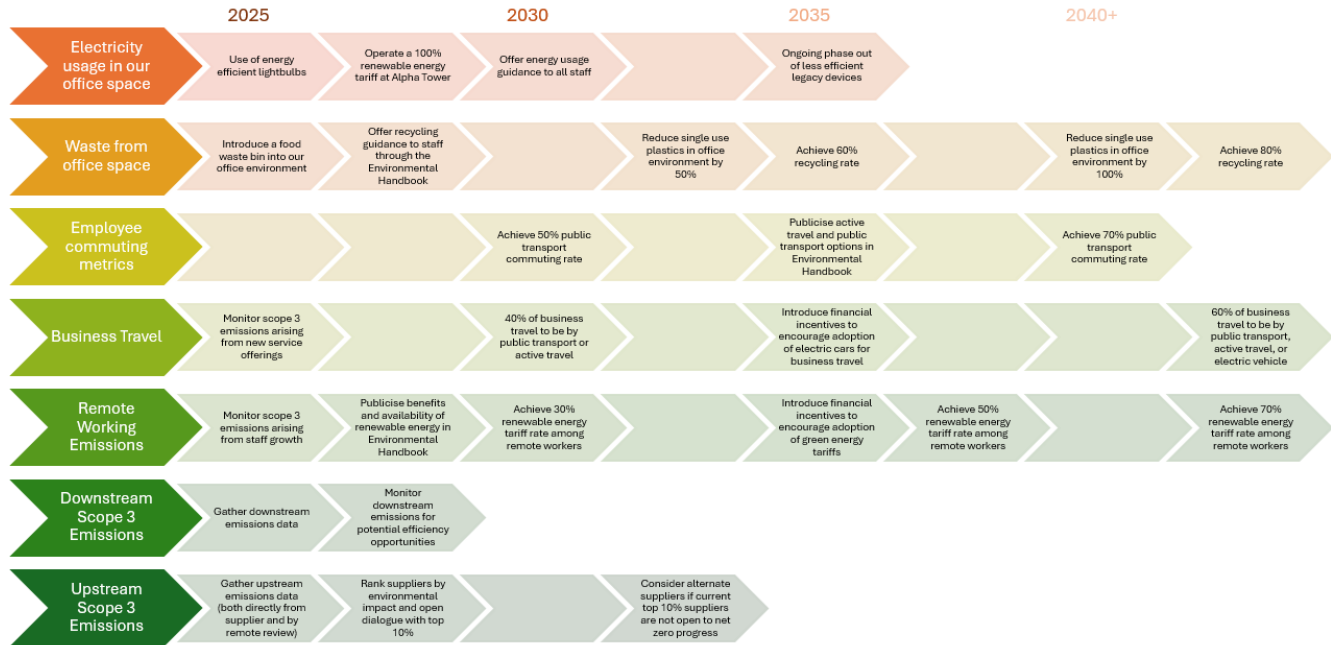 2025
2030
2035
2040+
Electricity
usage in our
office space
Use of energy
efficient lightbulbs
Operate a 100%
renewable energy
tariff at Alpha Tower
Offer energy usage
guidance to all staff
Ongoing phase out
of less efficient
legacy devices
Waste from
office space
Introduce a food
waste bin into our
office environment
Offer recycling
guidance to staff
through the
Environmental
Handbook
Reduce single use
plastics in office
environment by
50%
Achieve 60%
recycling rate
Reduce single use
plastics in office
environment by
100%
Achieve 80%
recycling rate
Employee
commuting
metrics
Achieve 50% public
transport
commuting rate
Publicise active
travel and public
transport options in
Environmental
Handbook
Achieve 70% public
transport
commuting rate
Business Travel
Monitor scope 3
emissions arising
from new service
offerings
40% of business
travel to be by
public transport or
active travel
Introduce financial
incentives to
encourage adoption
of electric cars for
business travel
60% of business
travel to be by
public transport,
active travel, or
electric vehicle
Remote
Working
Emissions
Monitor scope 3
emissions arising
from staff growth
Publicise benefits
and availability of
renewable energy in
Environmental
Handbook
Achieve 30%
renewable energy
tariff rate among
remote workers
Introduce financial
incentives to
encourage adoption
of green energy
tariffs
Achieve 50%
renewable energy
tariff rate among
remote workers
Achieve 70%
renewable energy
tariff rate among
remote workers
Downstream
Scope 3
Emissions
Gather downstream
emissions data
Monitor
downstream
emissions for
potential efficiency
opportunities
Upstream
Scope 3
Emissions
Gather upstream
emissions data
(both directly from
supplier and by
remote review)
Rank suppliers by
environmental
impact and open
dialogue with top
10%
Consider alternate
suppliers if current
top 10% suppliers
are not open to net
zero progress